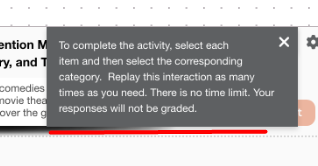 ention M
ry, and T
comedies
movie thea
over the g
To complete the activity, select each
item and then select the corresponding
category. Replay this interaction as many
times as you need. There is no time limit. Your
responses will not be graded.
t